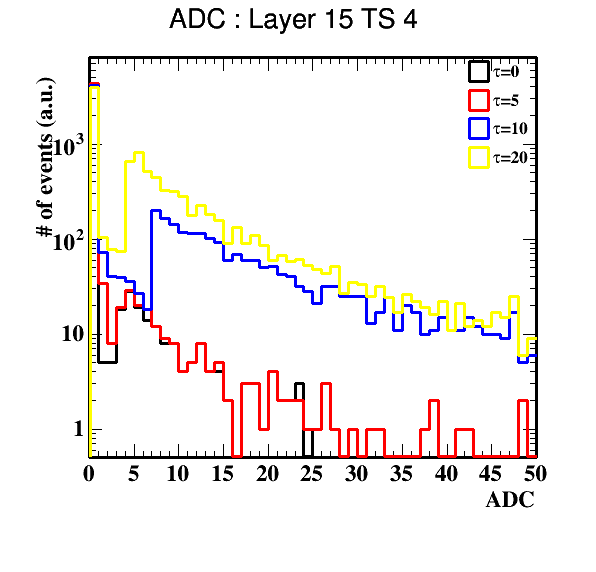 ADC : Layer 15 TS 4
# of events (a.u.)
τ=0
τ=5
τ=10
τ=20
10³
10²
10
1
0 5 10 15 20 25 30 35 40 45 50
ADC